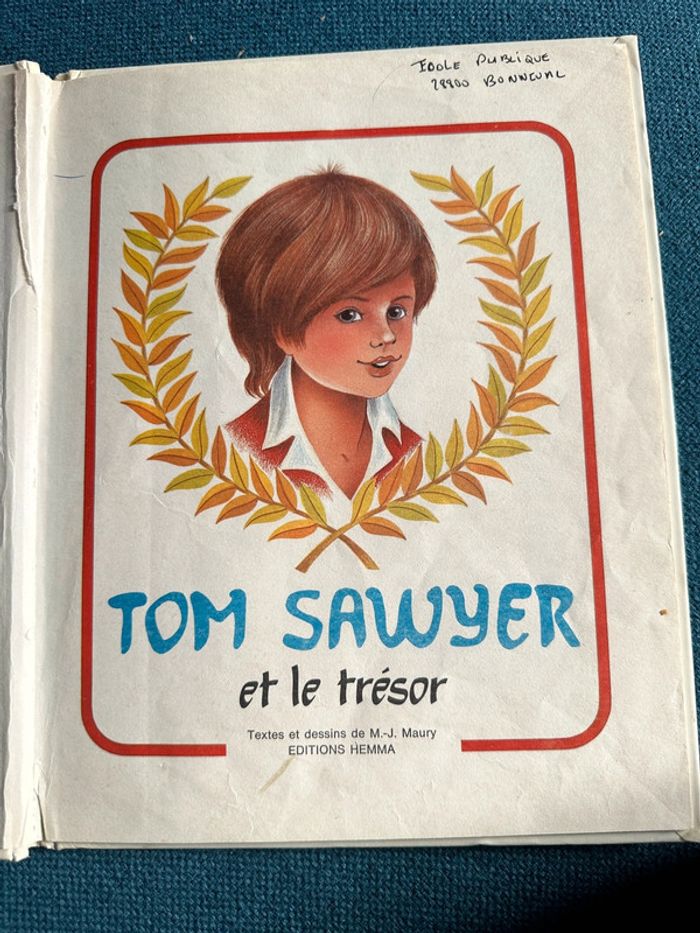 ECOLE PUBLIQUE
28800 BONNEVAL
TOM SAWYER
et le trésor
Textes et dessins de M.-J. Maury
EDITIONS HEMMA